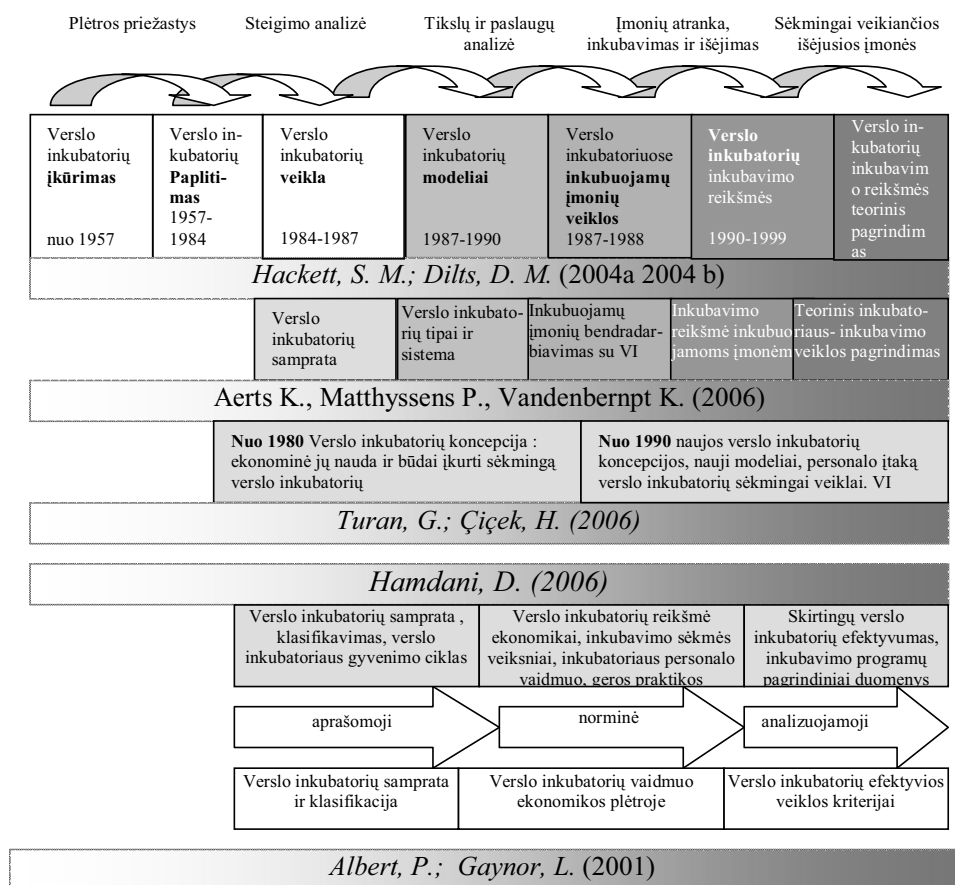 Plėtros priežastys
Steigimo analizė
Tikslų ir paslaugų
analizė
Įmonių atranka,
inkubavimas ir išėjimas
Sėkmingai veikiančios
išėjusios įmonės
Verslo
inkubatorių
įkūrimas
nuo 1957
Verslo in-
kubatorių
Papliti-
mas
1957-
1984
Verslo
inkubatorių
veikla
1984-1987
Verslo
inkubatorių
modeliai
1987-1990
Verslo
inkubatoriuose
inkubuojamų
įmonių
veiklos
1987-1988
Verslo
inkubatorių
inkubavimo
reikšmės
1990-1999
Verslo in-
kubatorių
inkubavim
o reikšmės
teorinis
pagrindim
as
Hackett, S. M.; Dilts, D. M. (2004a 2004 b)
Verslo
inkubatorių
samprata
Verslo inkubato-
rių tipai ir
sistema
Inkubuojamų
įmonių bendradar-
biavimas su VI
Inkubavimo
reikšmė inkubuo
jamoms įmonėm
Teorinis inkubato-
riaus- inkubavimo
veiklos pagrindimas
Aerts K., Matthyssens P., Vandenbernpt K. (2006)
Nuo 1980 Verslo inkubatorių koncepcija :
ekonominė jų nauda ir būdai įkurti sėkmingą
verslo inkubatorių
Nuo 1990 naujos verslo inkubatorių
koncepcijos, nauji modeliai, personalo įtaką
verslo inkubatorių sėkmingai veiklai. VI
Turan, G.; Çiçek, H. (2006)
Hamdani, D. (2006)
Verslo inkubatorių samprata ,
klasifikavimas, verslo
inkubatoriaus gyvenimo ciklas
Verslo inkubatorių reikšmė
ekonomikai, inkubavimo sėkmės
veiksniai, inkubatoriaus personalo
vaidmuo, geros praktikos
Skirtingų verslo
inkubatorių efektyvumas,
inkubavimo programų
pagrindiniai duomenys
aprašomoji
norminė
analizuojamoji
Verslo inkubatorių samprata
ir klasifikacija
Verslo inkubatorių vaidmuo
ekonomikos plėtroje
Verslo inkubatorių efektyvios
veiklos kriterijai
Albert, P.; Gaynor, L. (2001)